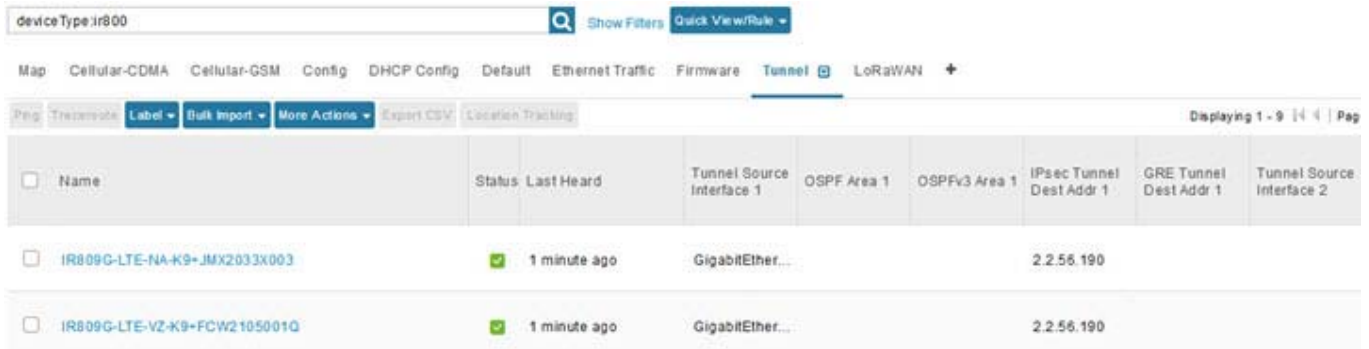 deviceType:ir800 Show Filters Quick View/Rule
Map Cellular-CDMA Cellular-GSM Config DHCP Config Default Ethernet Traffic Firmware Tunnel LoRaWAN +
Ping Traceroute Label Bulk Import More Actions Export CSV Location Tracking Displaying 1 - 9 | Pag
Name Status Last Heard Tunnel Source Interface 1 OSPF Area 1 OSPFv3 Area 1 IPsec Tunnel Dest Addr 1 GRE Tunnel Dest Addr 1 Tunnel Source Interface 2
IR809G-LTE-NA-K9+JMX2033X003 1 minute ago GigabitEther... 2.2.56.190
IR809G-LTE-VZ-K9+FCW2105001Q 1 minute ago GigabitEther... 2.2.56.190